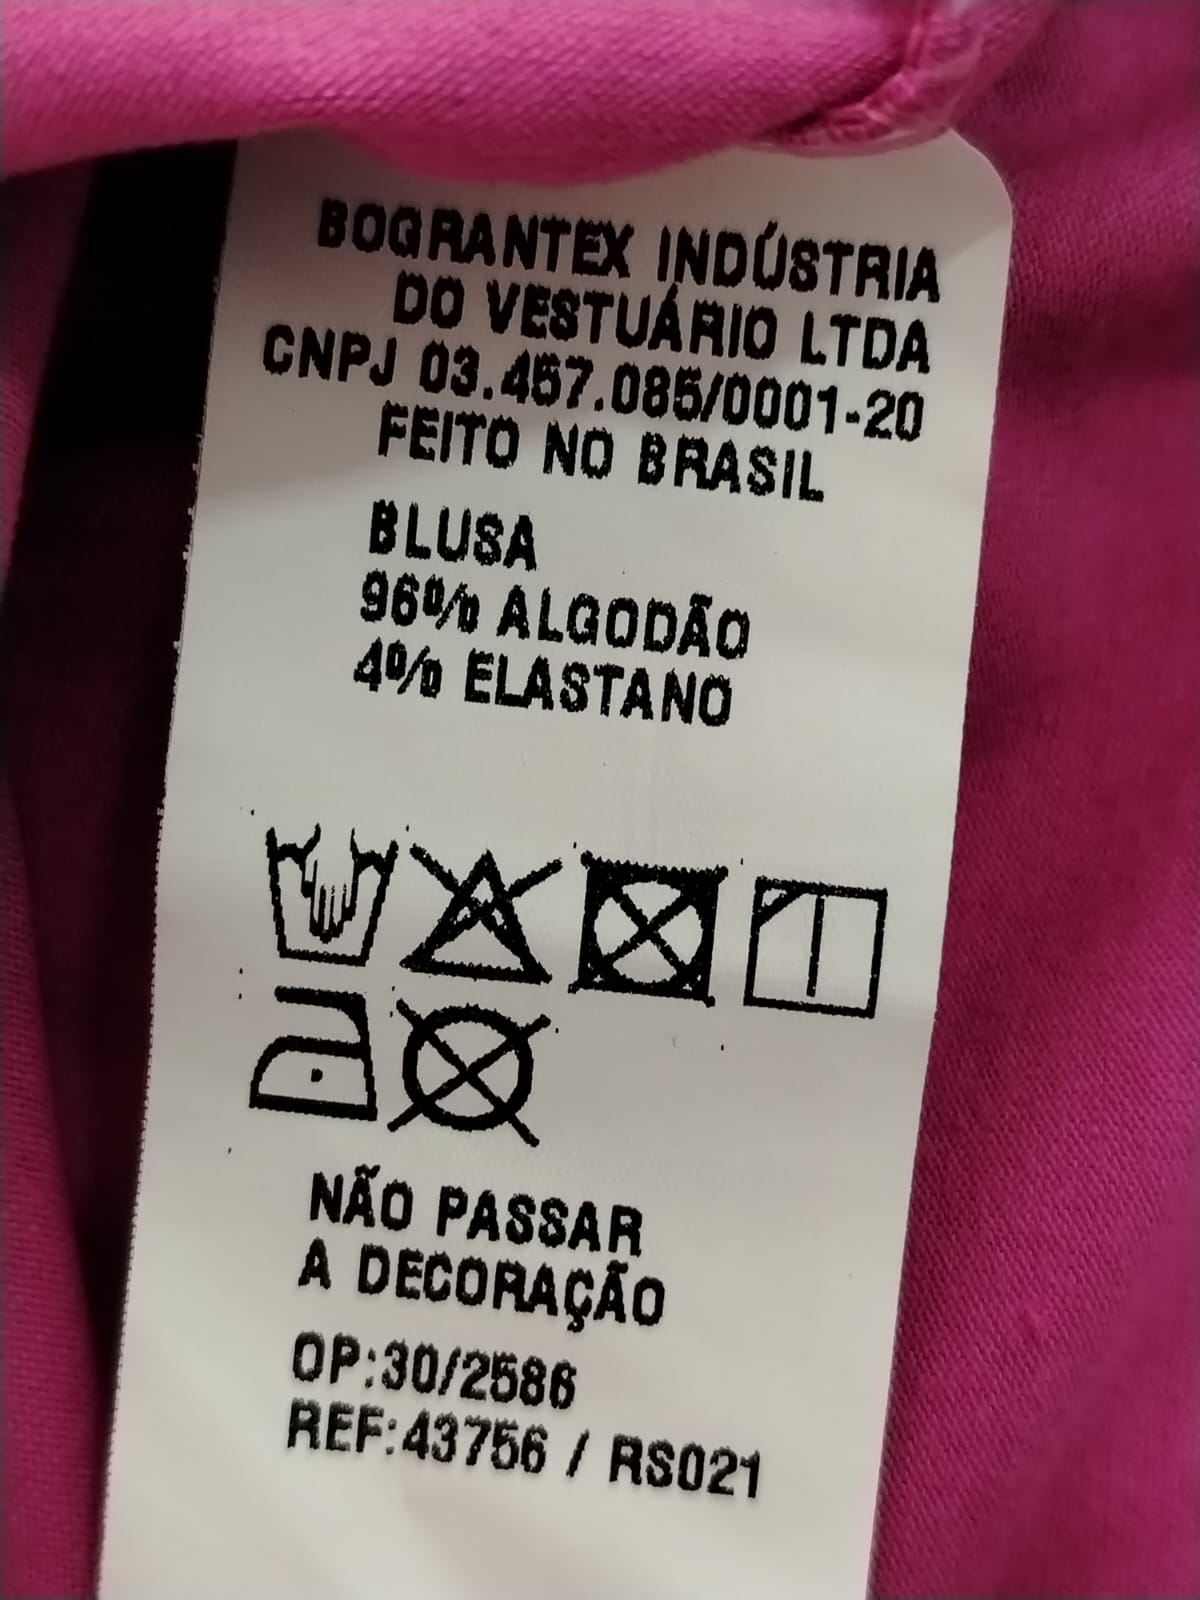 BOGRANTEX INDÚSTRIA
DO VESTUÁRIO LTDA
CNPJ 03.457.085/0001-20
FEITO NO BRASIL
BLUSA
96% ALGODÃO
4% ELASTANO
NÃO PASSAR
A DECORAÇÃO
OP:30/2586
REF:43756 / RS021